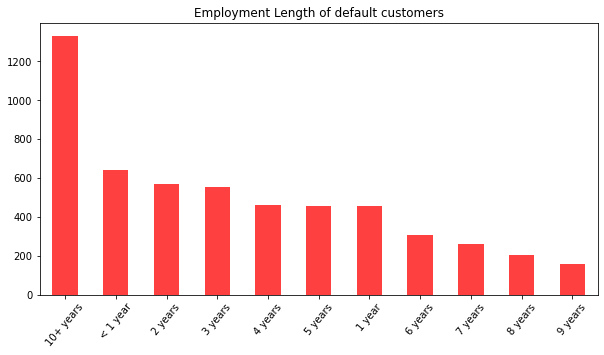 Employment Length of default customers
1200
1000
800
600
400
200
0
10+ years
< 1 year
2 years
3 years
4 years
5 years
1 year
6 years
7 years
8 years
9 years